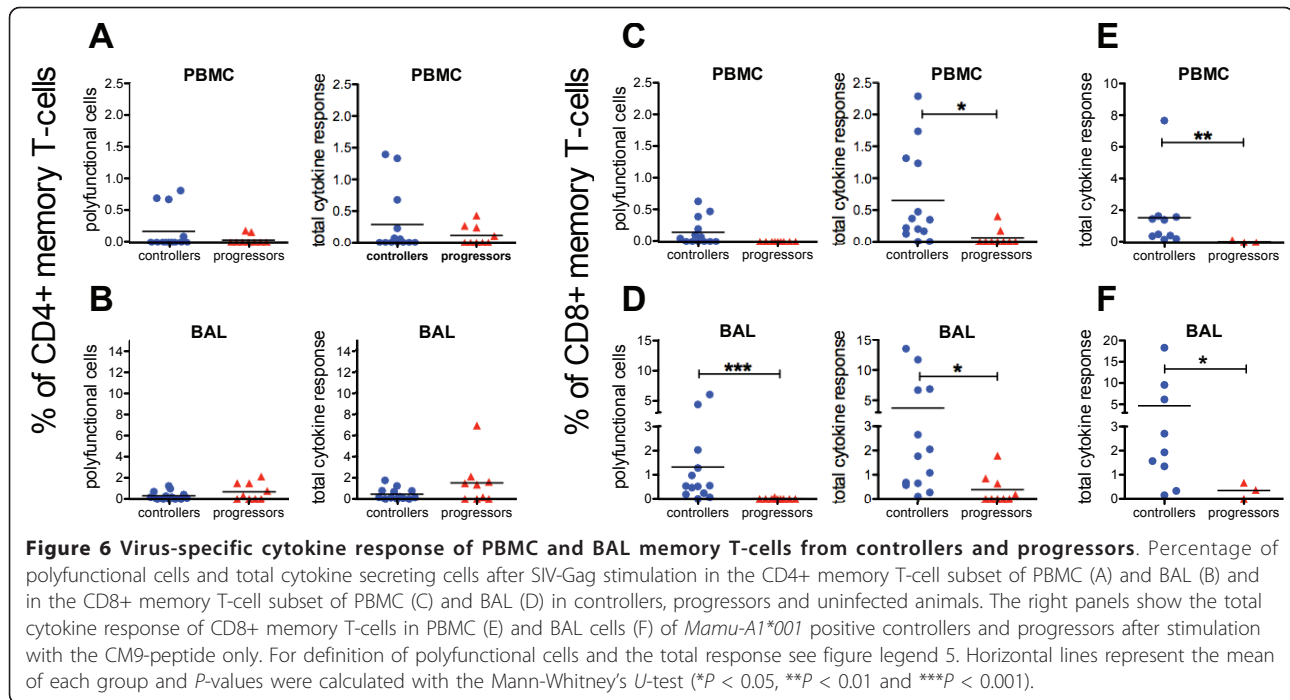 A
PBMC
PBMC
% of CD4+ memory T-cells
polyfunctional cells
2.5
2.0
1.5
1.0
0.5
0.0
controllers
progressors
total cytokine response
2.5
2.0
1.5
1.0
0.5
0.0
controllers
progressors
B
BAL
BAL
polyfunctional cells
14
12
10
8
6
4
2
0
controllers
progressors
total cytokine response
14
12
10
8
6
4
2
0
controllers
progressors
C
PBMC
PBMC
% of CD8+ memory T-cells
polyfunctional cells
2.5
2.0
1.5
1.0
0.5
0.0
controllers
progressors
total cytokine response
2.5
2.0
1.5
1.0
0.5
0.0
*
controllers
progressors
D
BAL
BAL
polyfunctional cells
15
10
5
3
2
1
0
***
controllers
progressors
total cytokine response
15
10
5
3
2
1
0
*
controllers
progressors
E
PBMC
total cytokine response
10
8
6
4
2
0
**
controllers
progressors
F
BAL
total cytokine response
20
15
10
5
3
2
1
0
*
controllers
progressors
Figure 6 Virus-specific cytokine response of PBMC and BAL memory T-cells from controllers and progressors. Percentage of
polyfunctional cells and total cytokine secreting cells after SIV-Gag stimulation in the CD4+ memory T-cell subset of PBMC (A) and BAL (B) and
in the CD8+ memory T-cell subset of PBMC (C) and BAL (D) in controllers, progressors and uninfected animals. The right panels show the total
cytokine response of CD8+ memory T-cells in PBMC (E) and BAL cells (F) of Mamu-A1*001 positive controllers and progressors after stimulation
with the CM9-peptide only. For definition of polyfunctional cells and the total response see figure legend 5. Horizontal lines represent the mean
of each group and P-values were calculated with the Mann-Whitney's U-test (*P < 0.05, **P < 0.01 and ***P < 0.001).